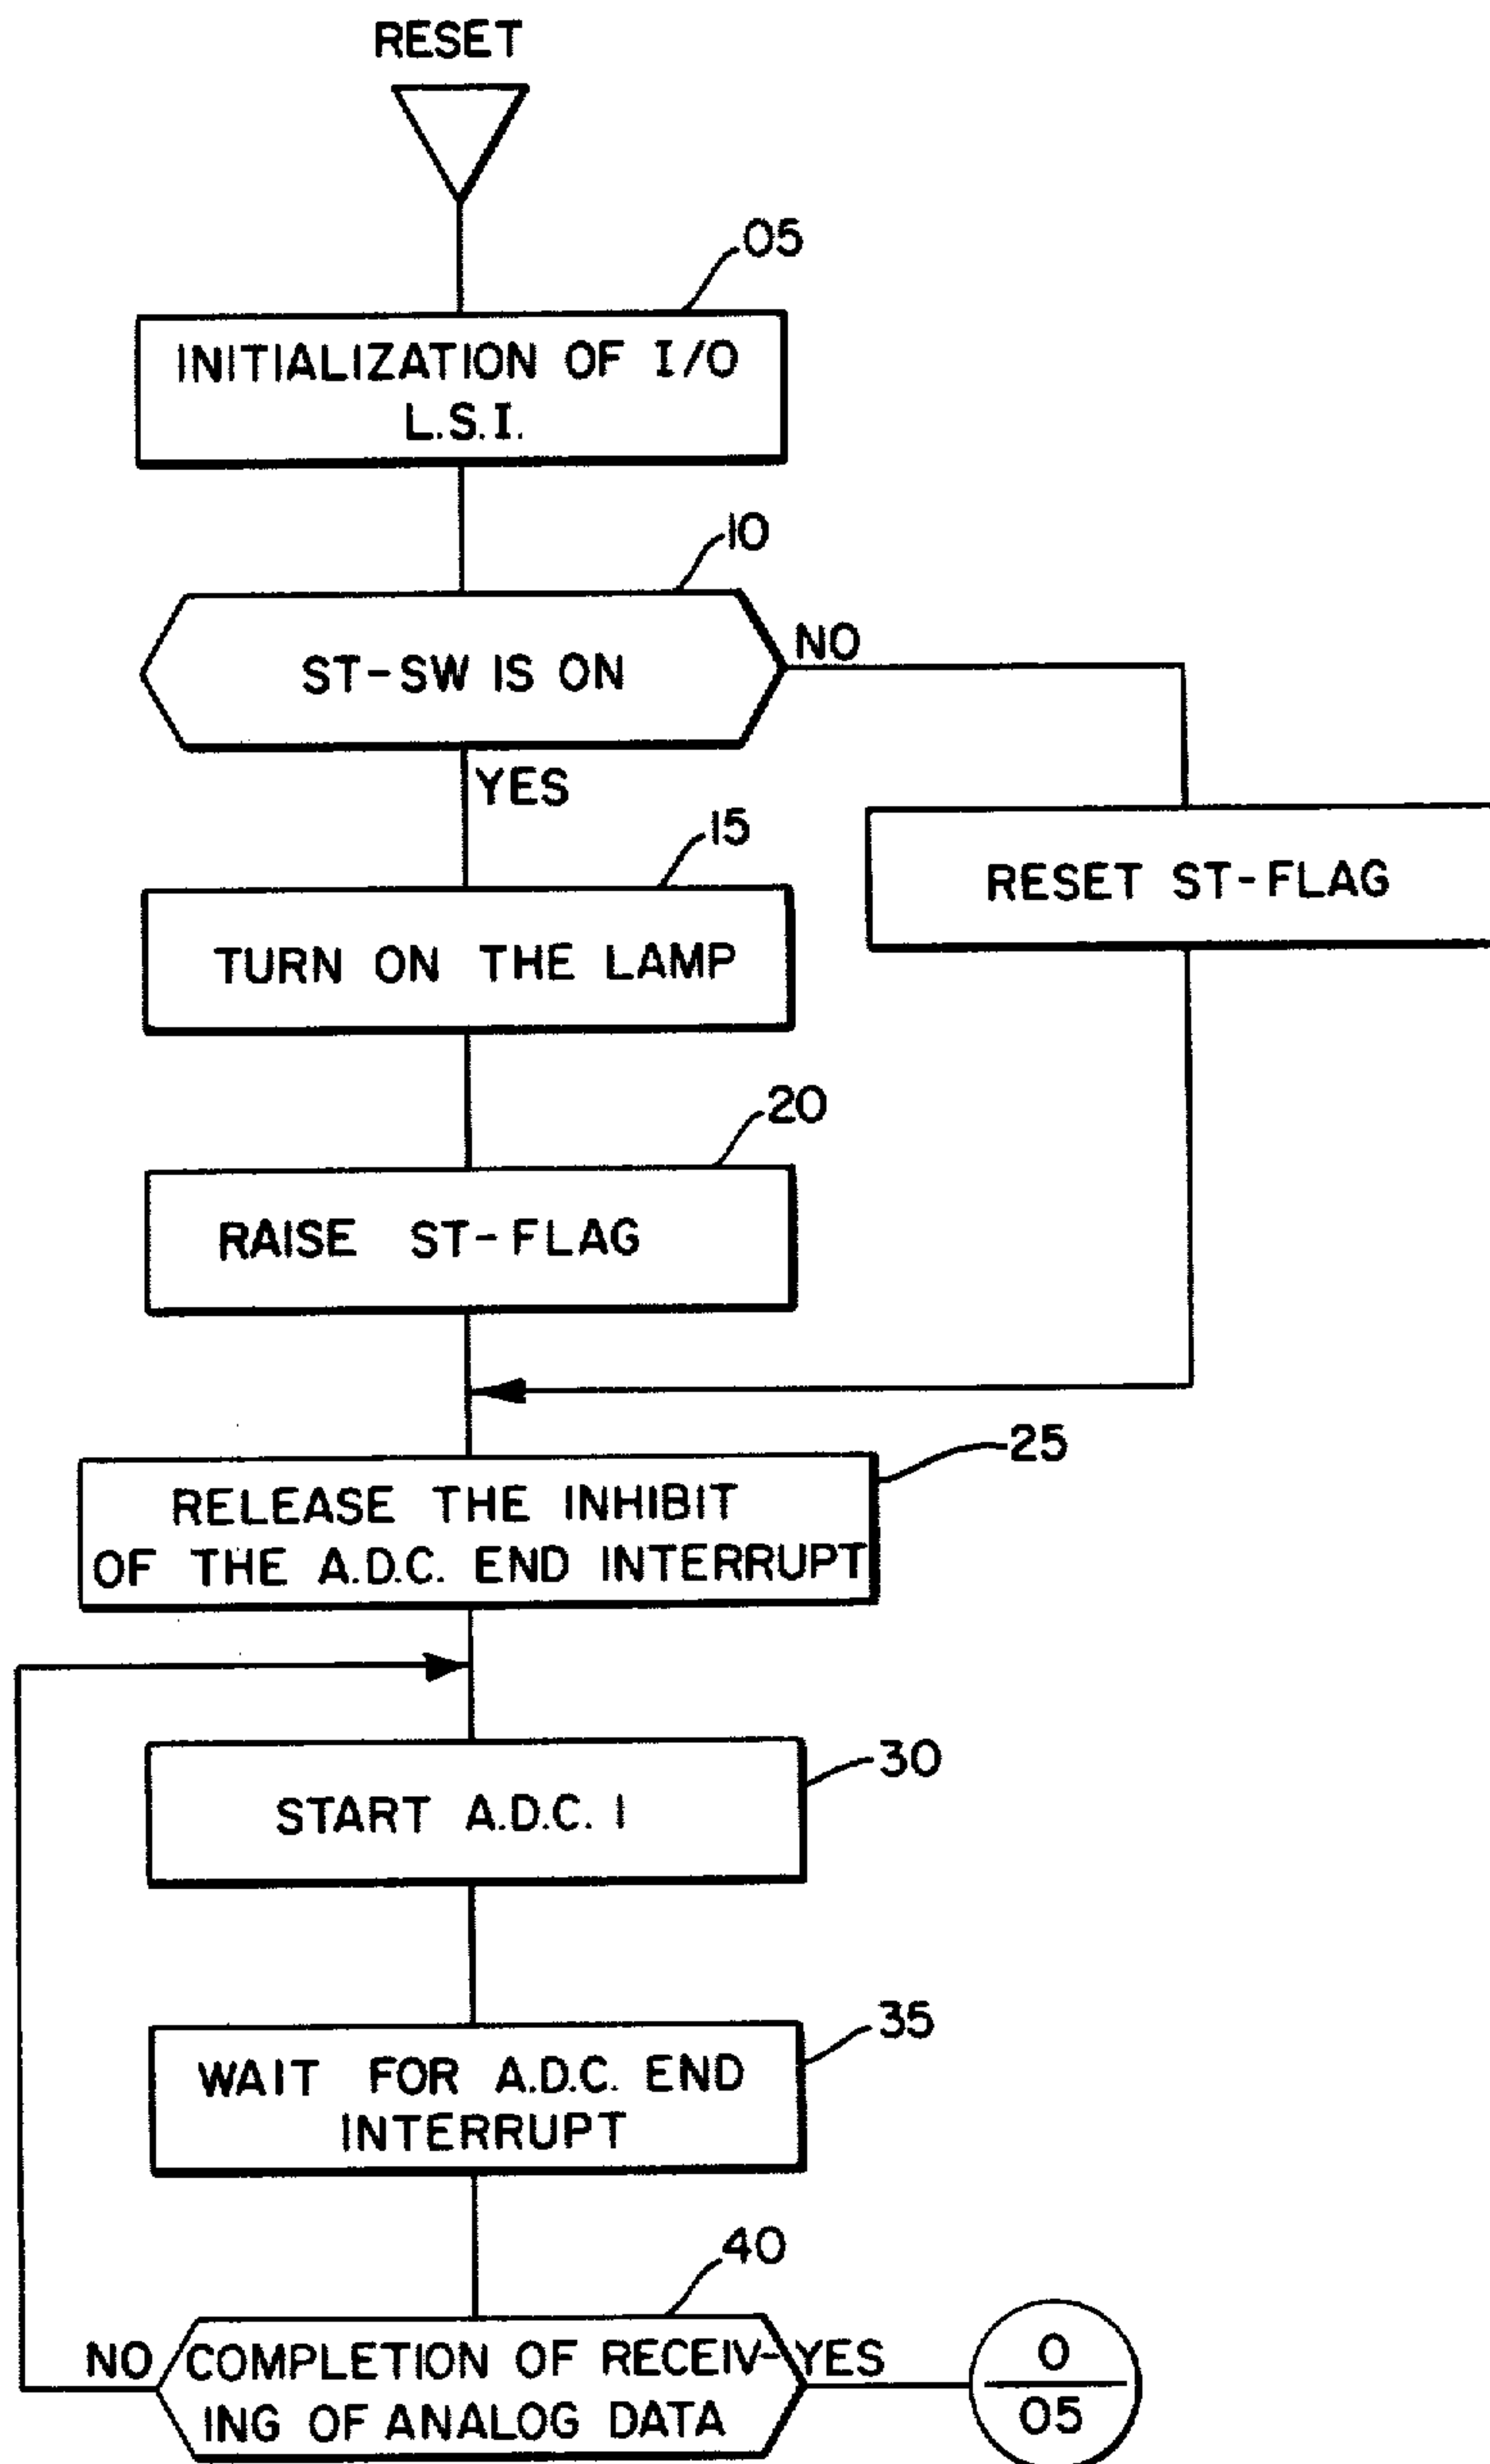 RESET
05
INITIALIZATION OF I/O
L.S.I.
10
ST-SW IS ON
NO
YES
15
TURN ON THE LAMP
RESET ST-FLAG
20
RAISE ST-FLAG
25
RELEASE THE INHIBIT
OF THE A.D.C. END INTERRUPT
30
START A.D.C. 1
35
WAIT FOR A.D.C. END
INTERRUPT
40
NO
COMPLETION OF RECEIV-
ING OF ANALOG DATA
YES
0
05